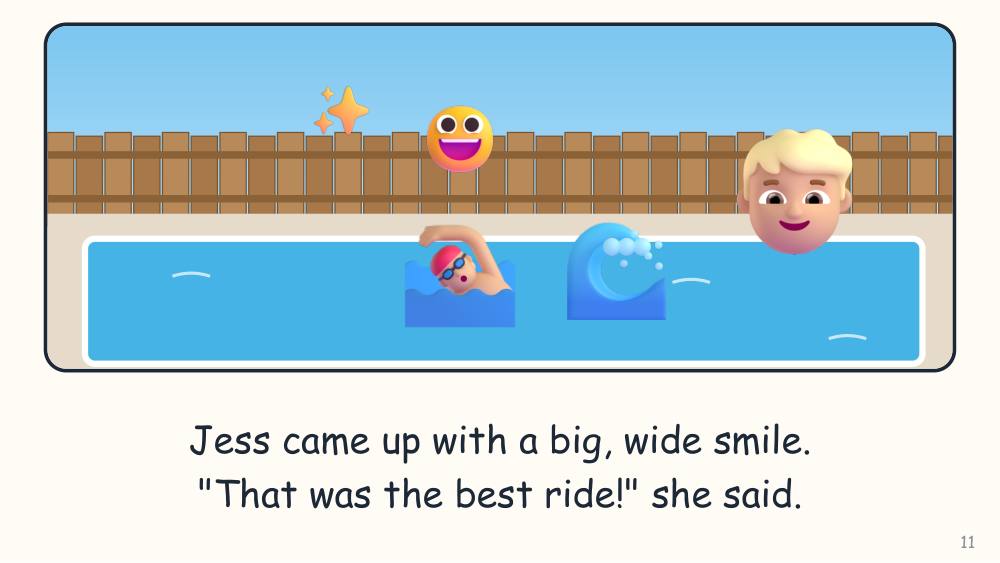 Jess came up with a big, wide smile.
"That was the best ride!" she said.
11